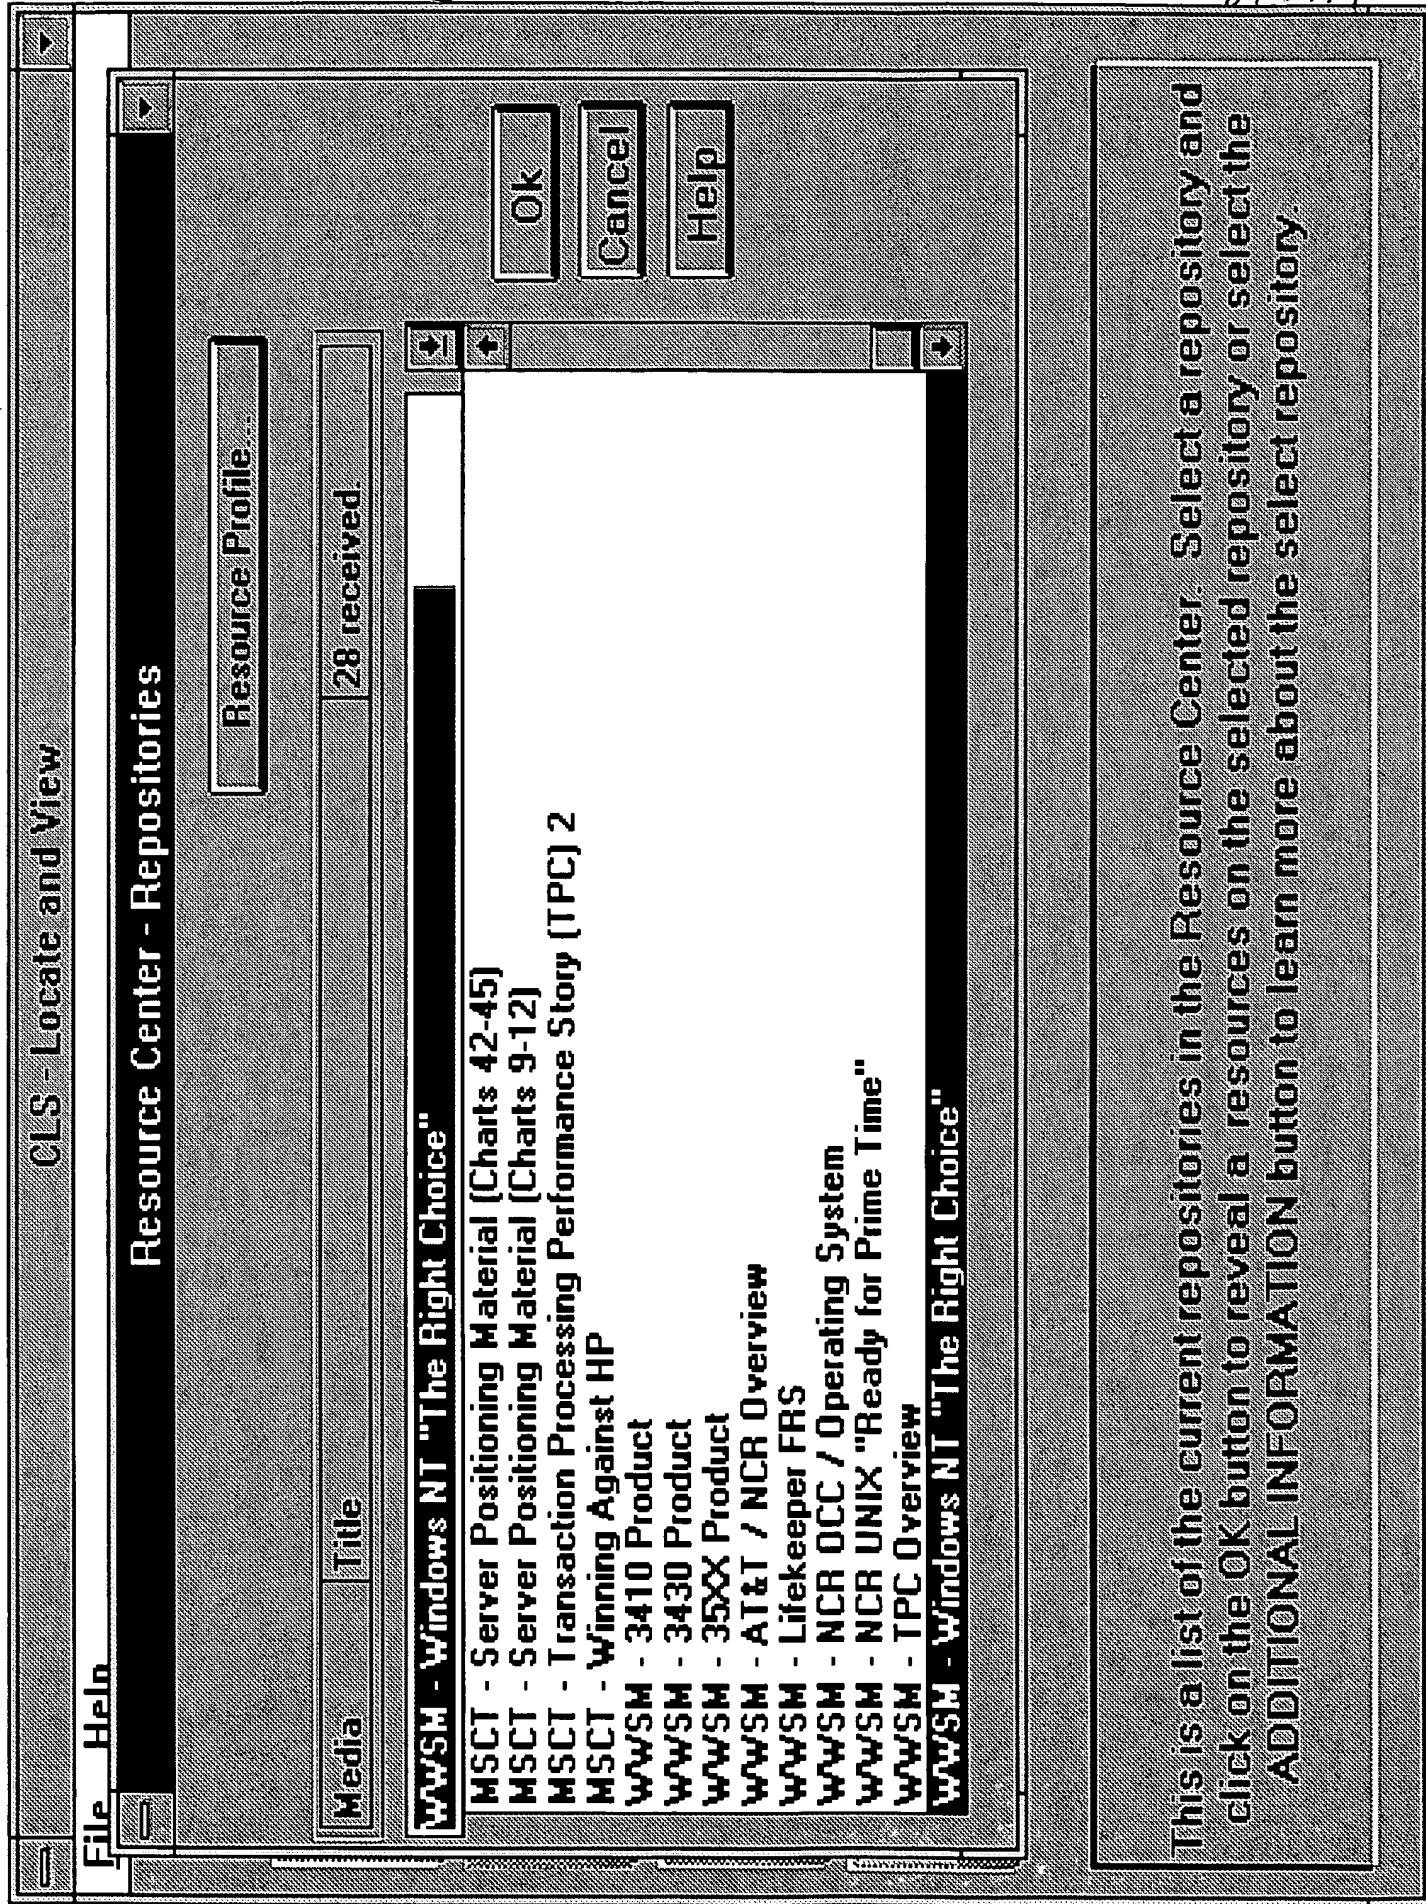 CLS - Locate and View
File Help
Resource Center - Repositories
Resource Profile...
Media Title 28 received.
WWSM - Windows NT "The Right Choice"
MSCT - Server Positioning Material (Charts 42-45)
MSCT - Server Positioning Material (Charts 9-12)
MSCT - Transaction Processing Performance Story (TPC) 2
MSCT - Winning Against HP
WWSM - 3410 Product
WWSM - 3430 Product
WWSM - 35XX Product
WWSM - AT&T / NCR Overview
WWSM - Lifekeeper FRS
WWSM - NCR OCC / Operating System
WWSM - NCR UNIX "Ready for Prime Time"
WWSM - TPC Overview
WWSM - Windows NT "The Right Choice"
Ok
Cancel
Help
This is a list of the current repositories in the Resource Center. Select a repository and
click on the OK button to reveal a resources on the selected repository or select the
ADDITIONAL INFORMATION button to learn more about the select repository.